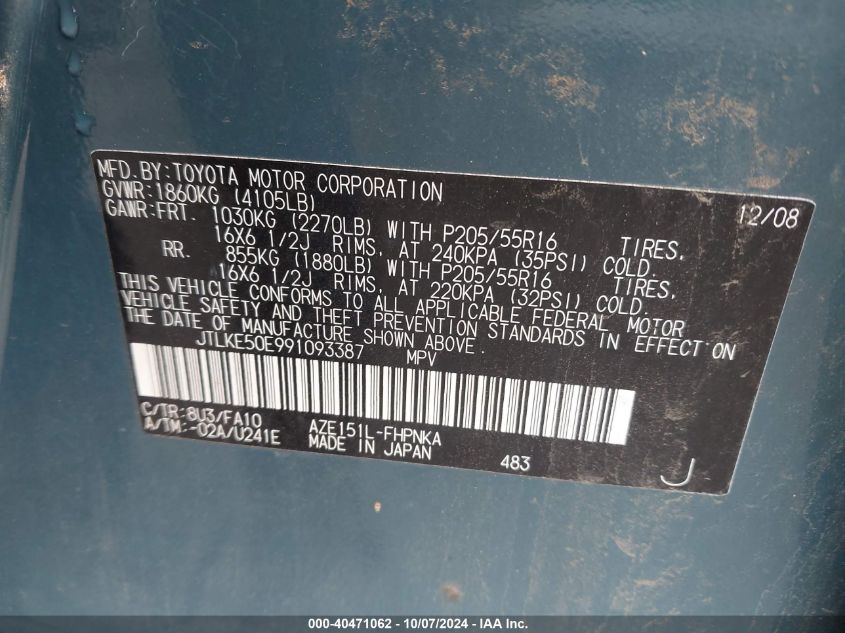 MFD.BY:TOYOTA MOTOR CORPORATION 12/08
GVWR:1860KG (4105LB)
GAWR:FRT. 1030KG (2270LB) WITH P205/55R16 TIRES,
16X6 1/2J RIMS, AT 240KPA (35PSI) COLD.
RR. 855KG (1880LB) WITH P205/55R16 TIRES,
16X6 1/2J RIMS, AT 220KPA (32PSI) COLD.
THIS VEHICLE CONFORMS TO ALL APPLICABLE FEDERAL MOTOR
VEHICLE SAFETY AND THEFT PREVENTION STANDARDS IN EFFECT ON
THE DATE OF MANUFACTURE SHOWN ABOVE.
JTLKE50E991093387 MPV
C/TR:8U3/FA10 AZE151L-FHPNKA
A/TM:-02A/U241E MADE IN JAPAN 483 J
000-40471062 - 10/07/2024 - IAA Inc.